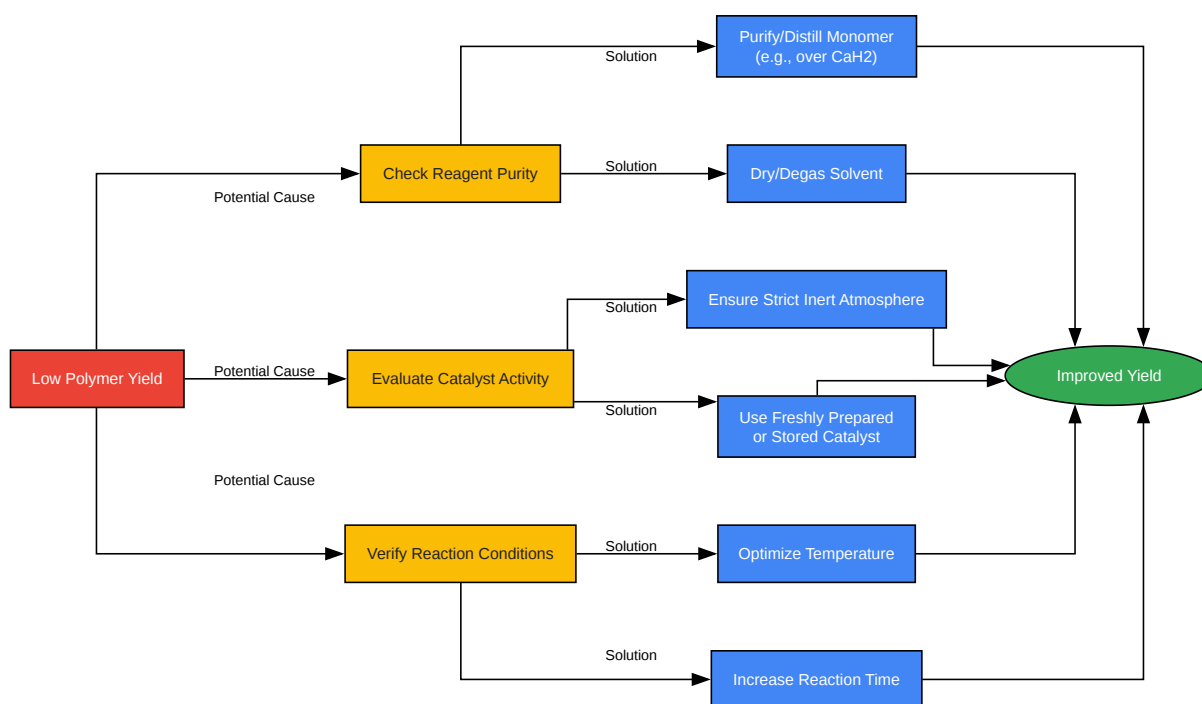 Purify/Distill Monomer
(e.g., over CaH2)
Solution
Check Reagent Purity
Solution
Dry/Degas Solvent
Potential Cause
Ensure Strict Inert Atmosphere
Solution
Low Polymer Yield
Potential Cause
Evaluate Catalyst Activity
Improved Yield
Solution
Use Freshly Prepared
or Stored Catalyst
Potential Cause
Verify Reaction Conditions
Solution
Optimize Temperature
Solution
Increase Reaction Time